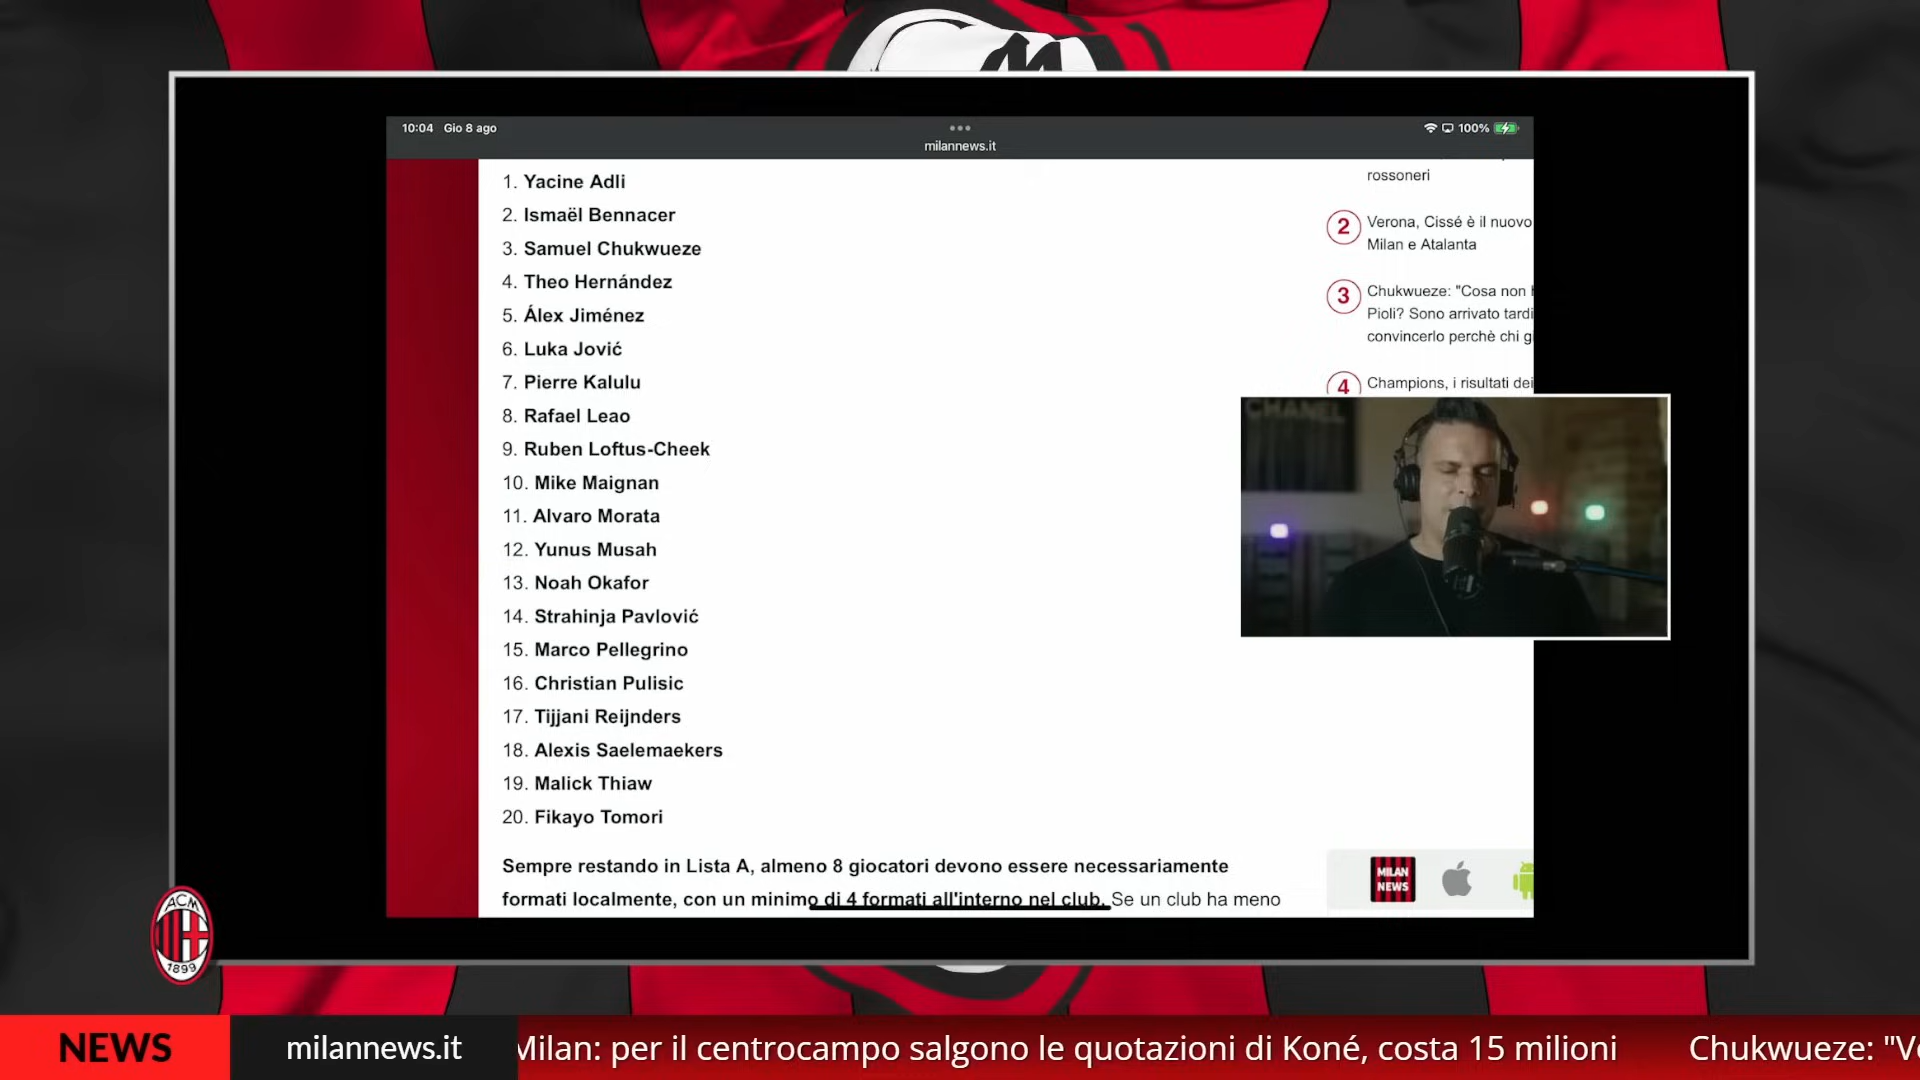 10:04 Gio 8 ago
100%
milannews.it
1. Yacine Adli
2. Ismaël Bennacer
3. Samuel Chukwueze
4. Theo Hernández
5. Álex Jiménez
6. Luka Jović
7. Pierre Kalulu
8. Rafael Leao
9. Ruben Loftus-Cheek
10. Mike Maignan
11. Alvaro Morata
12. Yunus Musah
13. Noah Okafor
14. Strahinja Pavlović
15. Marco Pellegrino
16. Christian Pulisic
17. Tijjani Reijnders
18. Alexis Saelemaekers
19. Malick Thiaw
20. Fikayo Tomori
Sempre restando in Lista A, almeno 8 giocatori devono essere necessariamente
formati localmente, con un minimo di 4 formati all'interno nel club. Se un club ha meno
rossoneri
2 Verona, Cissé è il nuovo
Milan e Atalanta
3 Chukwueze: "Cosa non
Pioli? Sono arrivato tardi
convincerlo perchè chi
4 Champions, i risultati dei
CHANEL
MILAN
NEWS
ACM
1899
NEWS
milannews.it
Milan: per il centrocampo salgono le quotazioni di Koné, costa 15 milioni
Chukwueze: